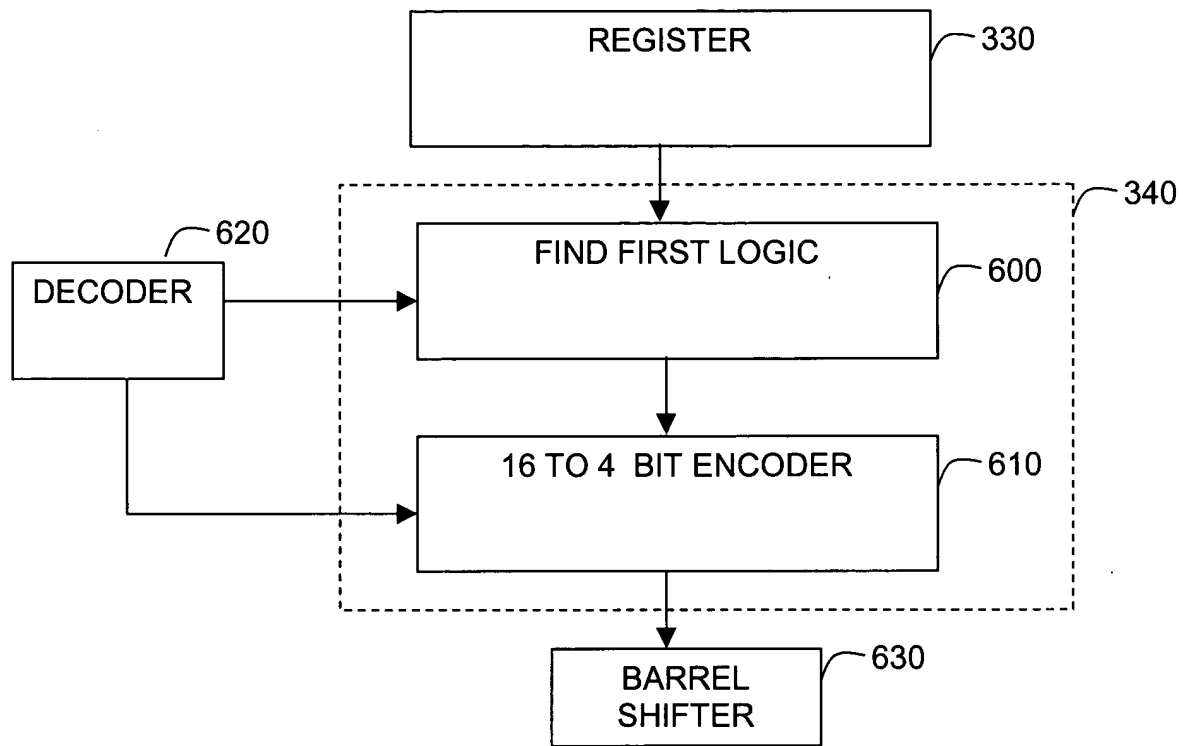 REGISTER
330
340
FIND FIRST LOGIC
600
620
DECODER
16 TO 4 BIT ENCODER
610
BARREL
SHIFTER
630